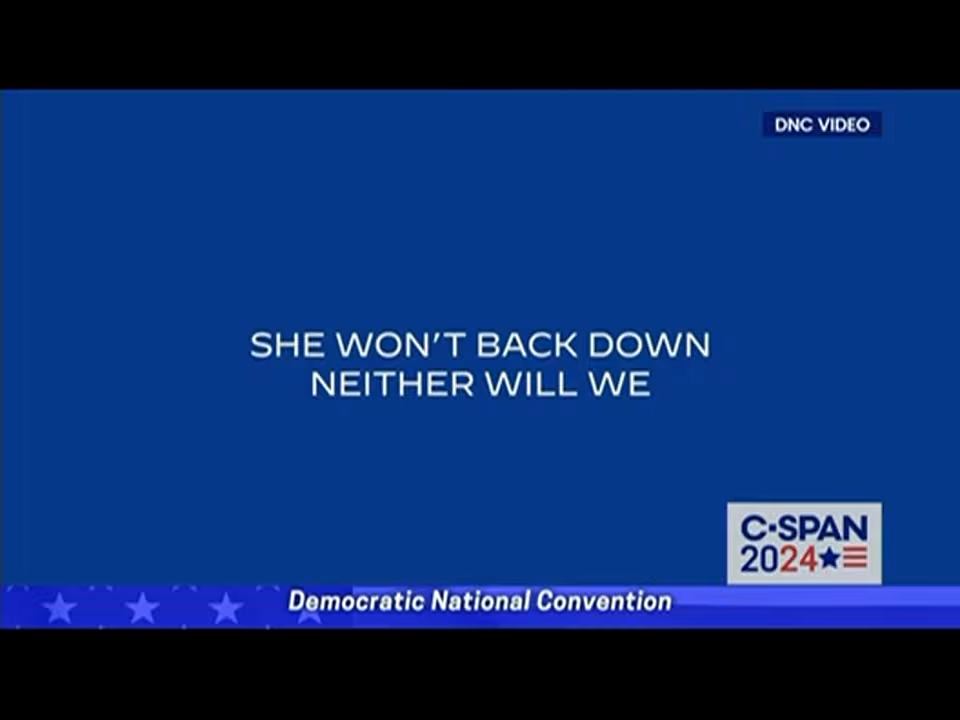 DNC VIDEO
SHE WON'T BACK DOWN
NEITHER WILL WE
C-SPAN
2024
Democratic National Convention